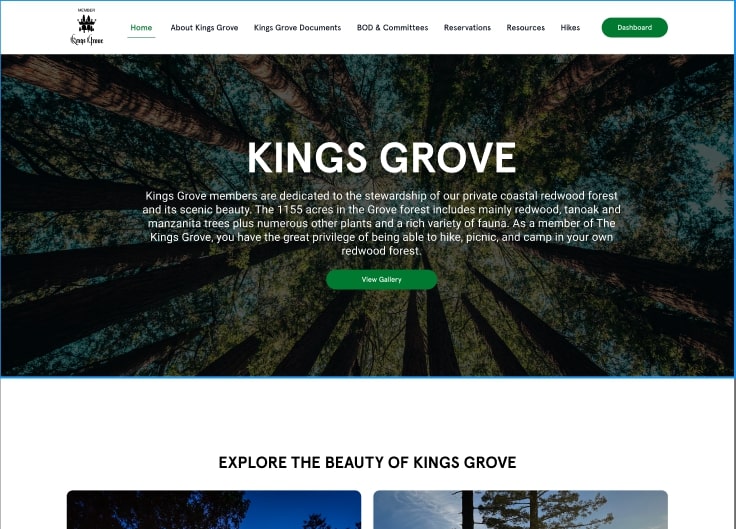 MEMBER
Kings Grove
Home
About Kings Grove
Kings Grove Documents
BOD & Committees
Reservations
Resources
Hikes
Dashboard
KINGS GROVE
Kings Grove members are dedicated to the stewardship of our private coastal redwood forest
and its scenic beauty. The 1155 acres in the Grove forest includes mainly redwood, tanoak and
manzanita trees plus numerous other plants and a rich variety of fauna. As a member of The
Kings Grove, you have the great privilege of being able to hike, picnic, and camp in your own
redwood forest.
View Gallery
EXPLORE THE BEAUTY OF KINGS GROVE